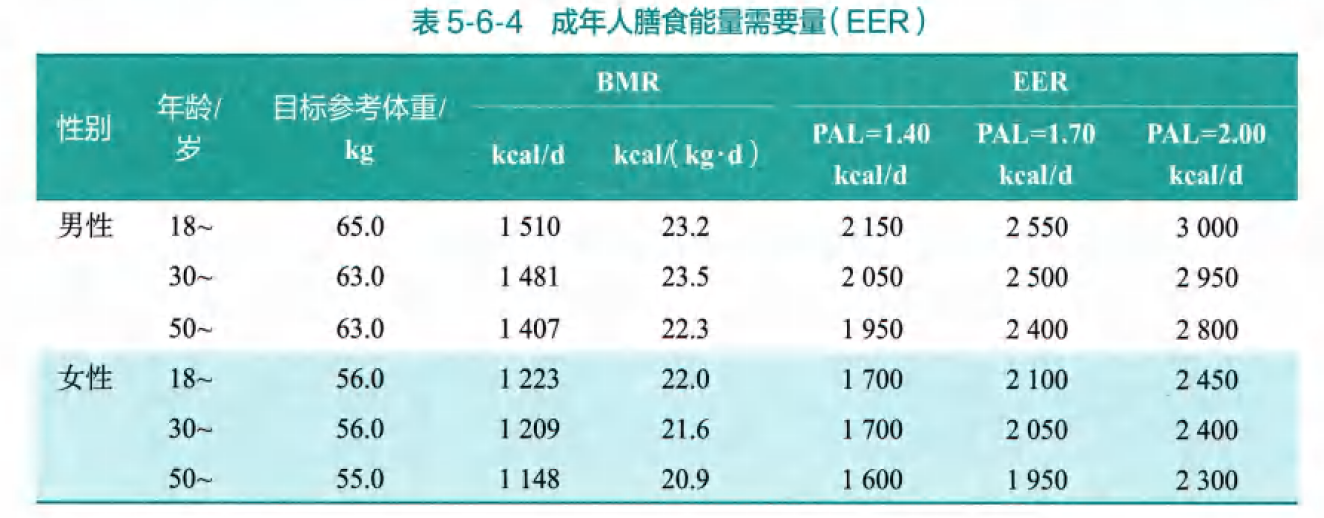 表 5-6-4 成年人膳食能量需要量(EER)
性别 年龄/岁 目标参考体重/kg BMR EER
kcal/d kcal/(kg·d) PAL=1.40 kcal/d PAL=1.70 kcal/d PAL=2.00 kcal/d
男性 18~ 65.0 1 510 23.2 2 150 2 550 3 000
30~ 63.0 1 481 23.5 2 050 2 500 2 950
50~ 63.0 1 407 22.3 1 950 2 400 2 800
女性 18~ 56.0 1 223 22.0 1 700 2 100 2 450
30~ 56.0 1 209 21.6 1 700 2 050 2 400
50~ 55.0 1 148 20.9 1 600 1 950 2 300